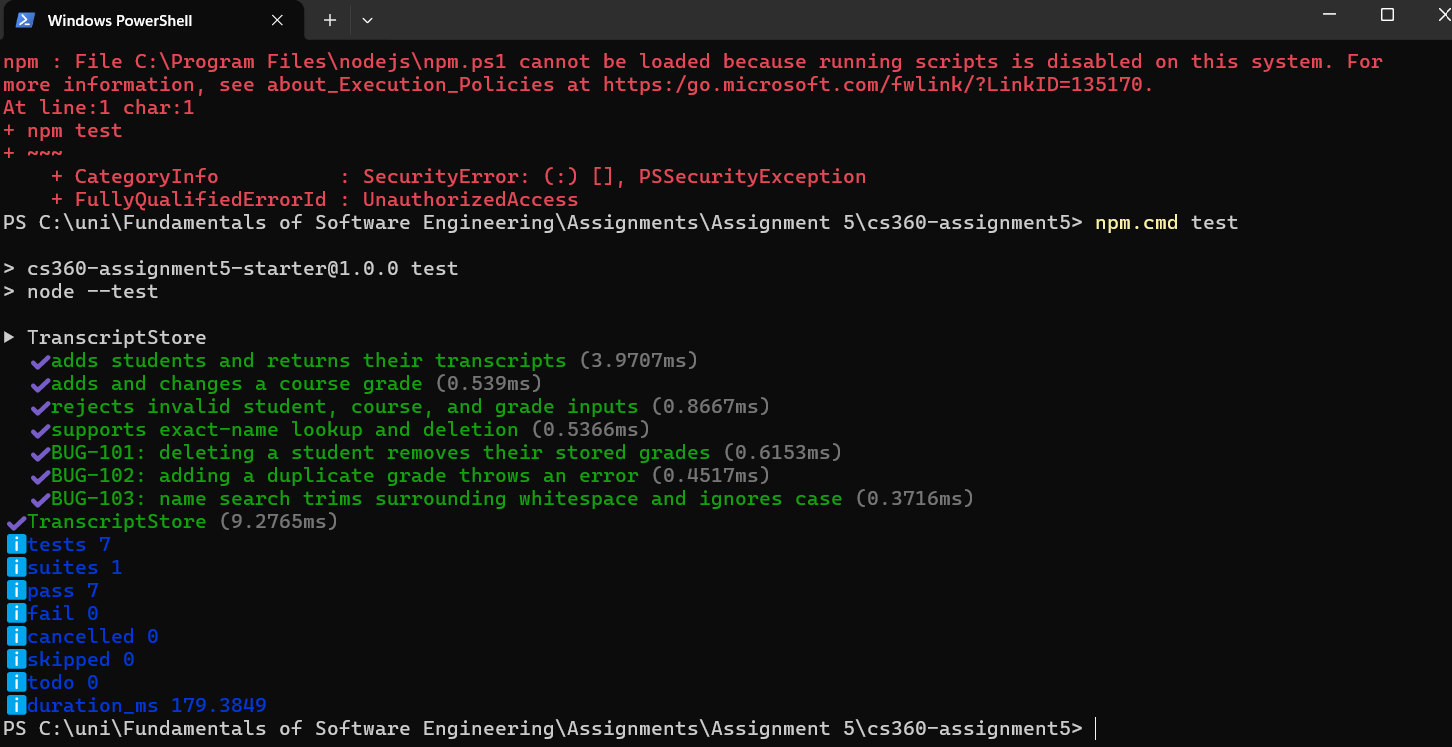 Windows PowerShell
npm : File C:\Program Files\nodejs\npm.ps1 cannot be loaded because running scripts is disabled on this system. For
more information, see about_Execution_Policies at https:/go.microsoft.com/fwlink/?LinkID=135170.
At line:1 char:1
+ npm test
+ ~~~
    + CategoryInfo          : SecurityError: (:) [], PSSecurityException
    + FullyQualifiedErrorId : UnauthorizedAccess
PS C:\uni\Fundamentals of Software Engineering\Assignments\Assignment 5\cs360-assignment5> npm.cmd test
> cs360-assignment5-starter@1.0.0 test
> node --test
▶ TranscriptStore
  ✔adds students and returns their transcripts (3.9707ms)
  ✔adds and changes a course grade (0.539ms)
  ✔rejects invalid student, course, and grade inputs (0.8667ms)
  ✔supports exact-name lookup and deletion (0.5366ms)
  ✔BUG-101: deleting a student removes their stored grades (0.6153ms)
  ✔BUG-102: adding a duplicate grade throws an error (0.4517ms)
  ✔BUG-103: name search trims surrounding whitespace and ignores case (0.3716ms)
✔TranscriptStore (9.2765ms)
ℹtests 7
ℹsuites 1
ℹpass 7
ℹfail 0
ℹcancelled 0
ℹskipped 0
ℹtodo 0
ℹduration_ms 179.3849
PS C:\uni\Fundamentals of Software Engineering\Assignments\Assignment 5\cs360-assignment5>